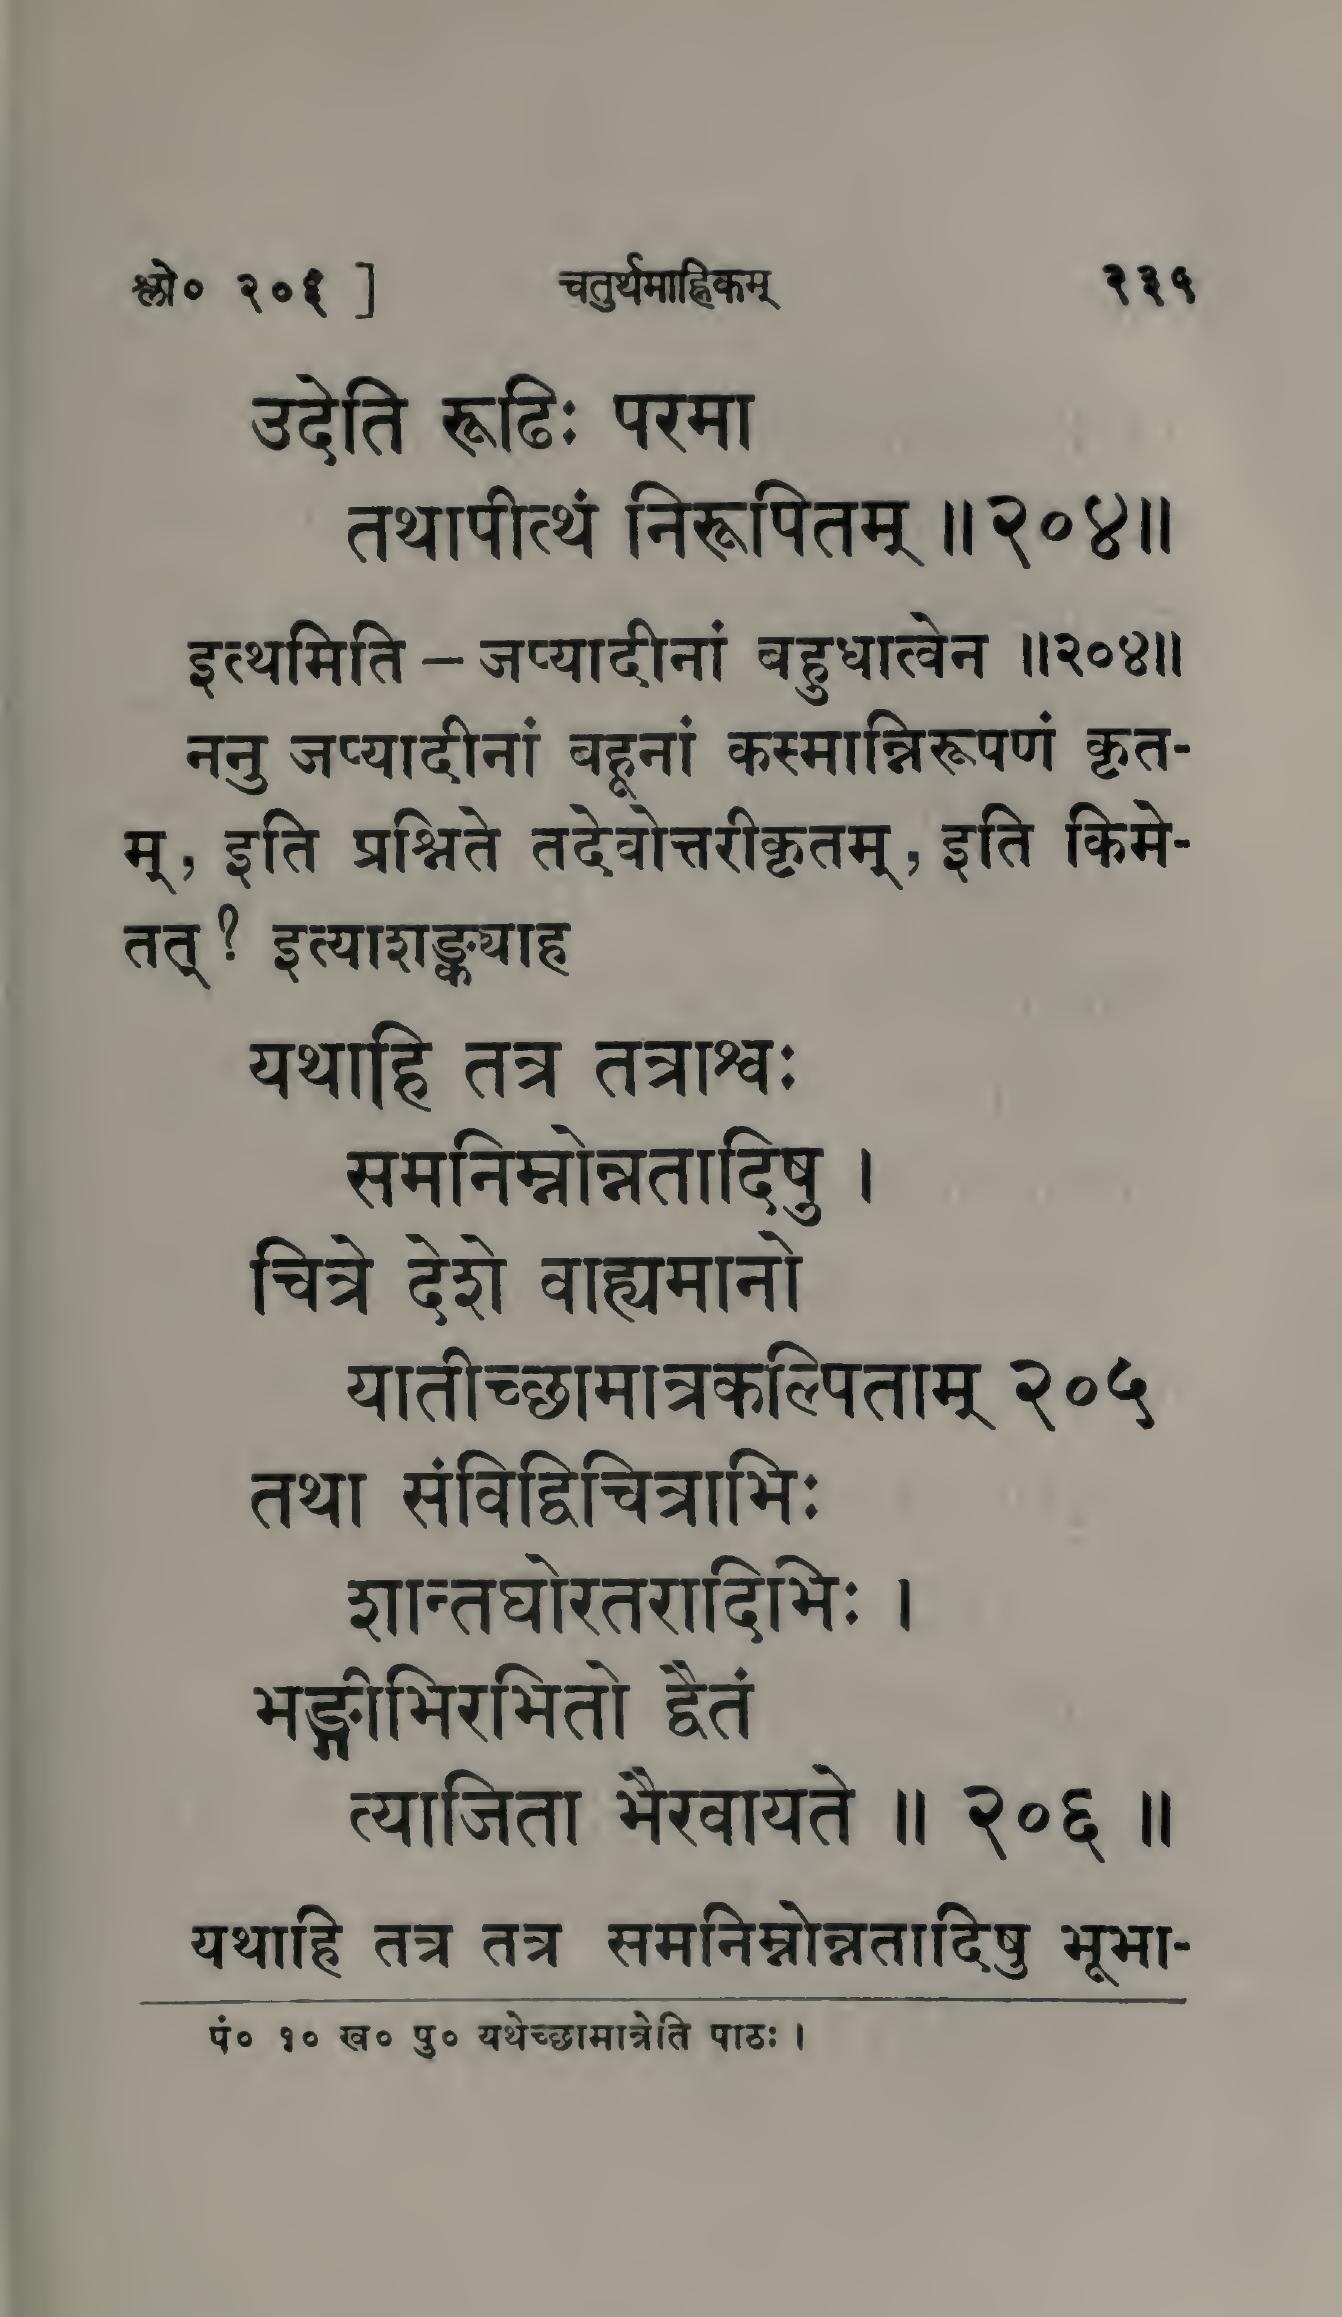 श्लो० २०६ ] चतुर्थमाह्निकम् २३५
उदेति रूढिः परमा
तथापीत्थं निरूपितम् ॥२०४॥
इत्थमिति – जप्यादीनां बहुधात्वेन ॥२०४॥
ननु जप्यादीनां बहूनां कस्मान्निरूपणं कृत-
म्, इति प्रश्निते तदेवोत्तरीकृतम्, इति किमे-
तत् ? इत्याशङ्क्याह
यथाहि तत्र तत्राश्वः
समनिम्नोन्नतादिषु ।
चित्रे देशे वाह्यमानो
यातीच्छामात्रकल्पिताम् २०५
तथा संविद्विचित्राभिः
शान्तघोरतरादिभिः ।
भङ्गीभिरभितो द्वैतं
त्याजिता भैरवायते ॥ २०६ ॥
यथाहि तत्र तत्र समनिम्नोन्नतादिषु भूभा-
पं० १० ख० पु० यथेच्छामात्रेति पाठः ।